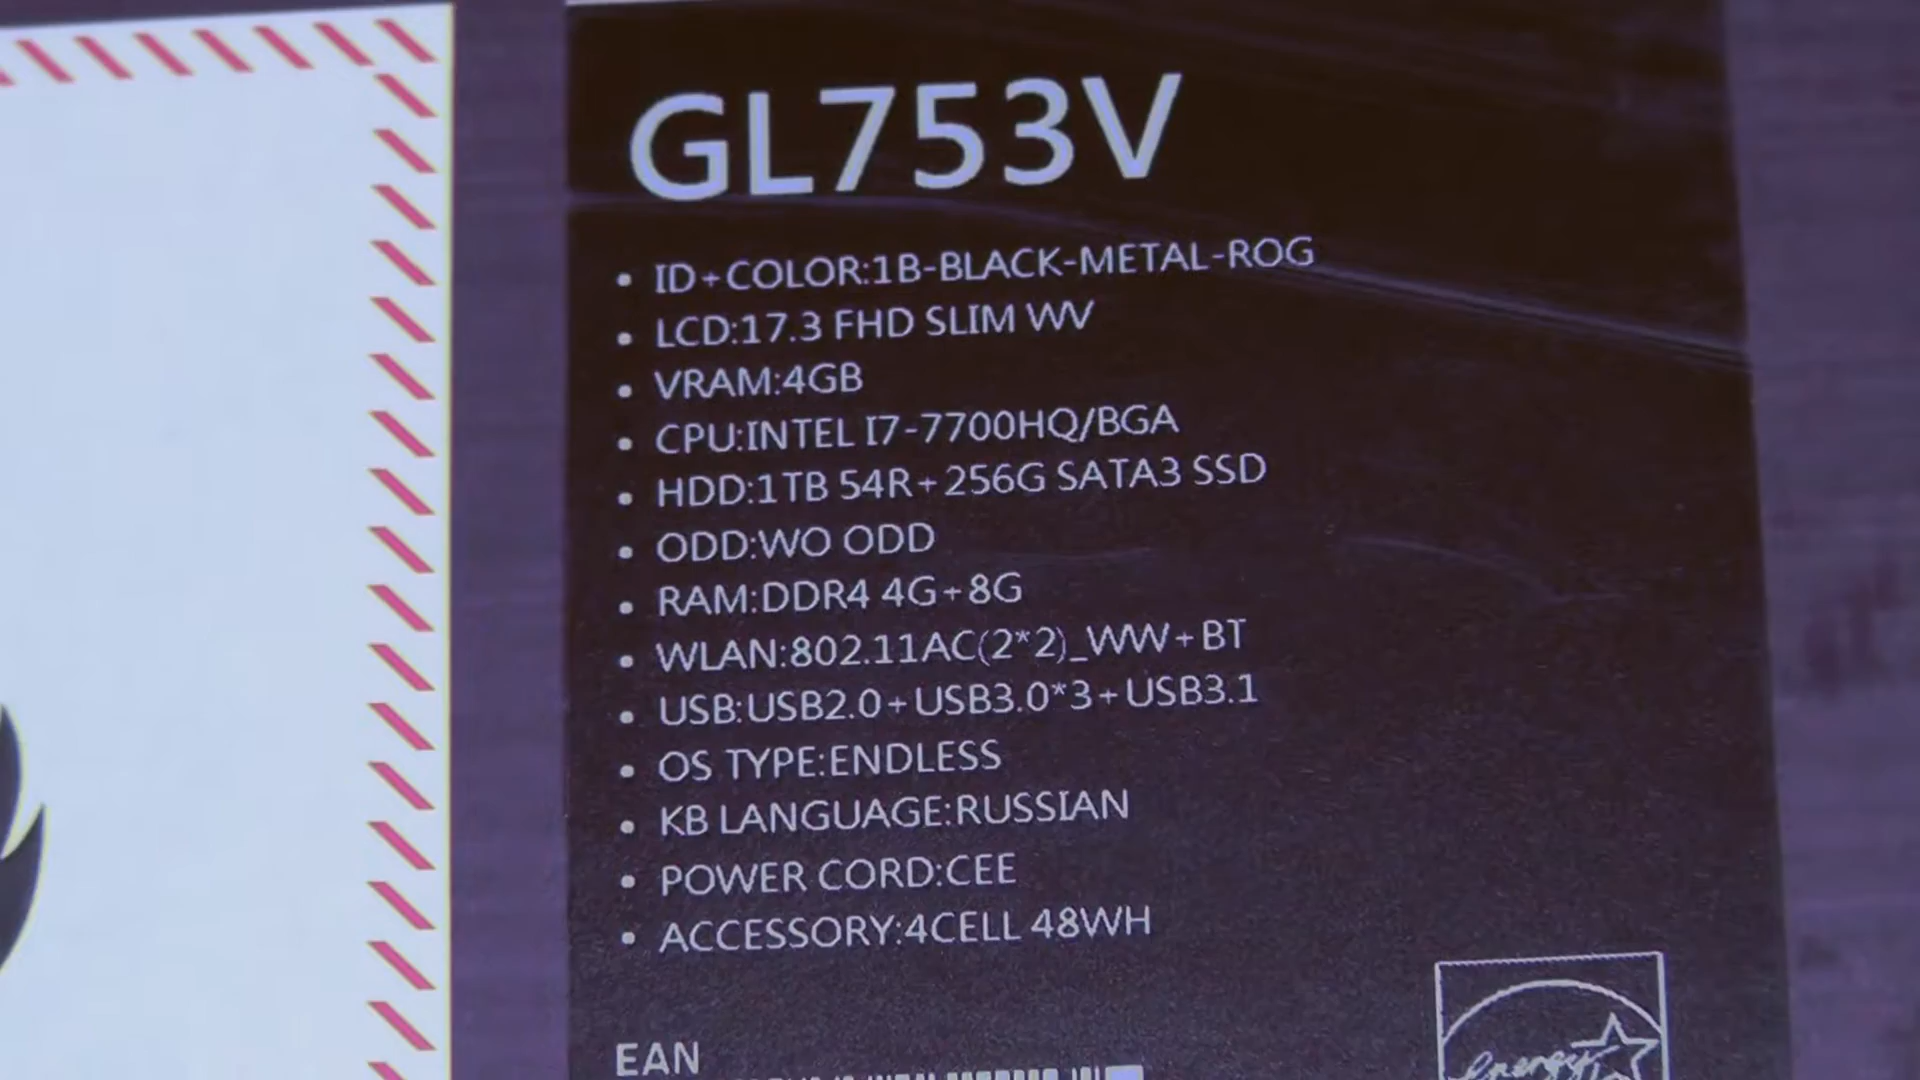 GL753V
• ID+COLOR:1B-BLACK-METAL-ROG
• LCD:17.3 FHD SLIM WV
• VRAM:4GB
• CPU:INTEL I7-7700HQ/BGA
• HDD:1TB 54R+256G SATA3 SSD
• ODD:WO ODD
• RAM:DDR4 4G+8G
• WLAN:802.11AC(2*2)_WW+BT
• USB:USB2.0+USB3.0*3+USB3.1
• OS TYPE:ENDLESS
• KB LANGUAGE:RUSSIAN
• POWER CORD:CEE
• ACCESSORY:4CELL 48WH
EAN
energy